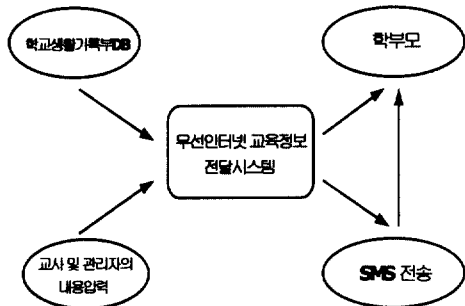 학교생활기록부DB
학부모
무선인터넷 교육정보
전달시스템
교사 및 관리자의
내용입력
SMS 전송